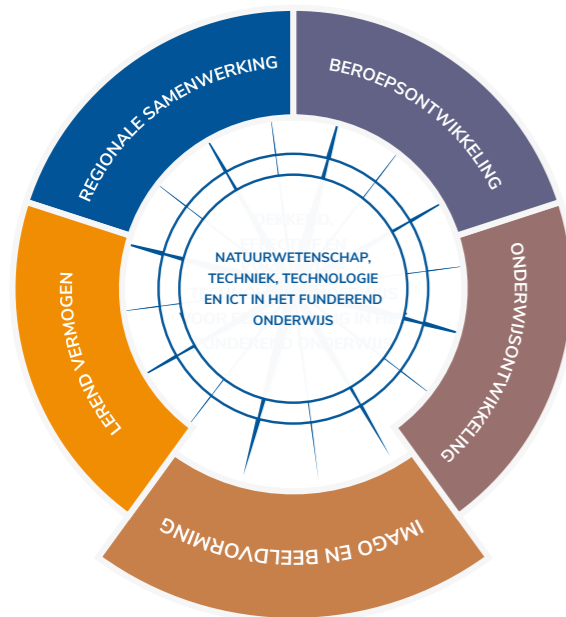 REGIONALE SAMENWERKING
BEROEPSONTWIKKELING
ONDERWIJSONTWIKKELING
IMAGO EN BEELDVORMING
LEREND VERMOGEN
NATUURWETENSCHAP,
TECHNIEK, TECHNOLOGIE
EN ICT IN HET FUNDEREND
ONDERWIJS